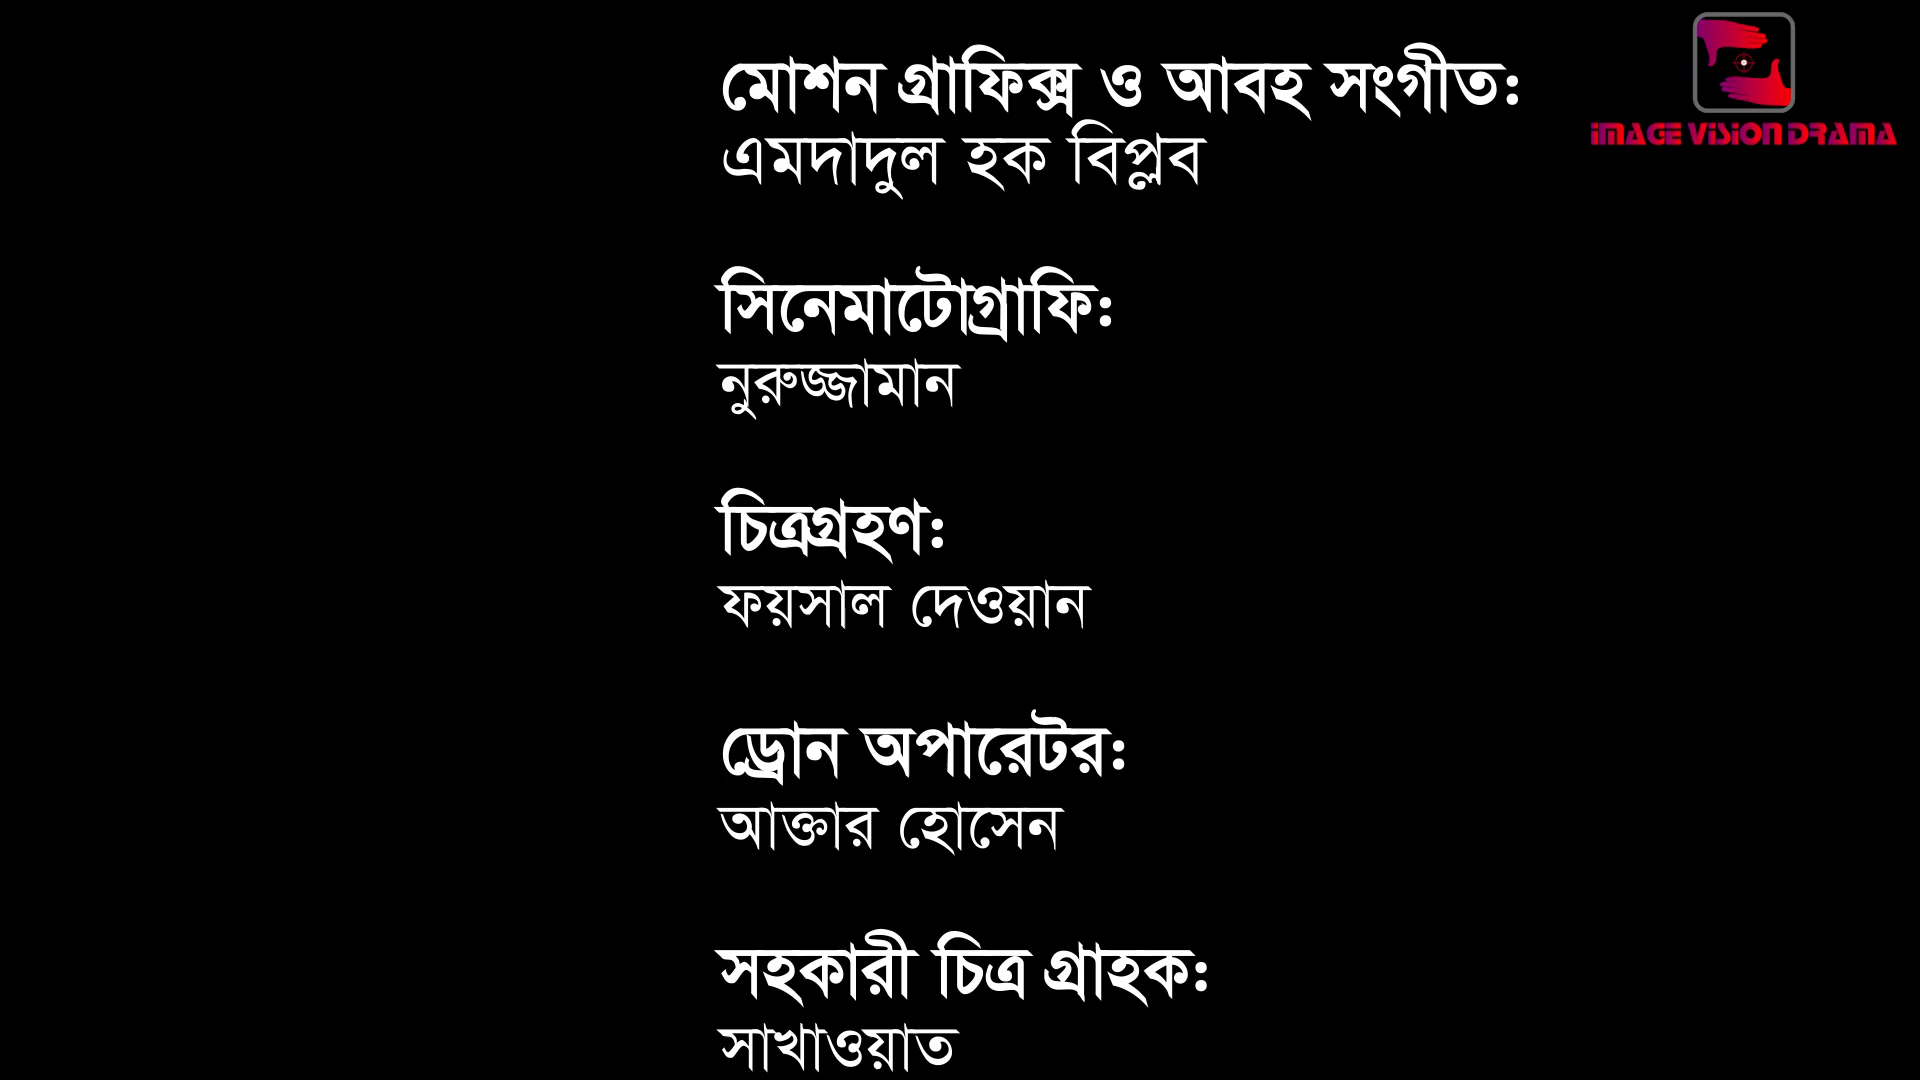 মোশন গ্রাফিক্স ও আবহ সংগীত:
এমদাদুল হক বিপ্লব
সিনেমাটোগ্রাফি:
নুরুজ্জামান
চিত্রগ্রহণ:
ফয়সাল দেওয়ান
ড্রোন অপারেটর:
আক্তার হোসেন
সহকারী চিত্র গ্রাহক:
সাখাওয়াত
IMAGE VISION DRAMA